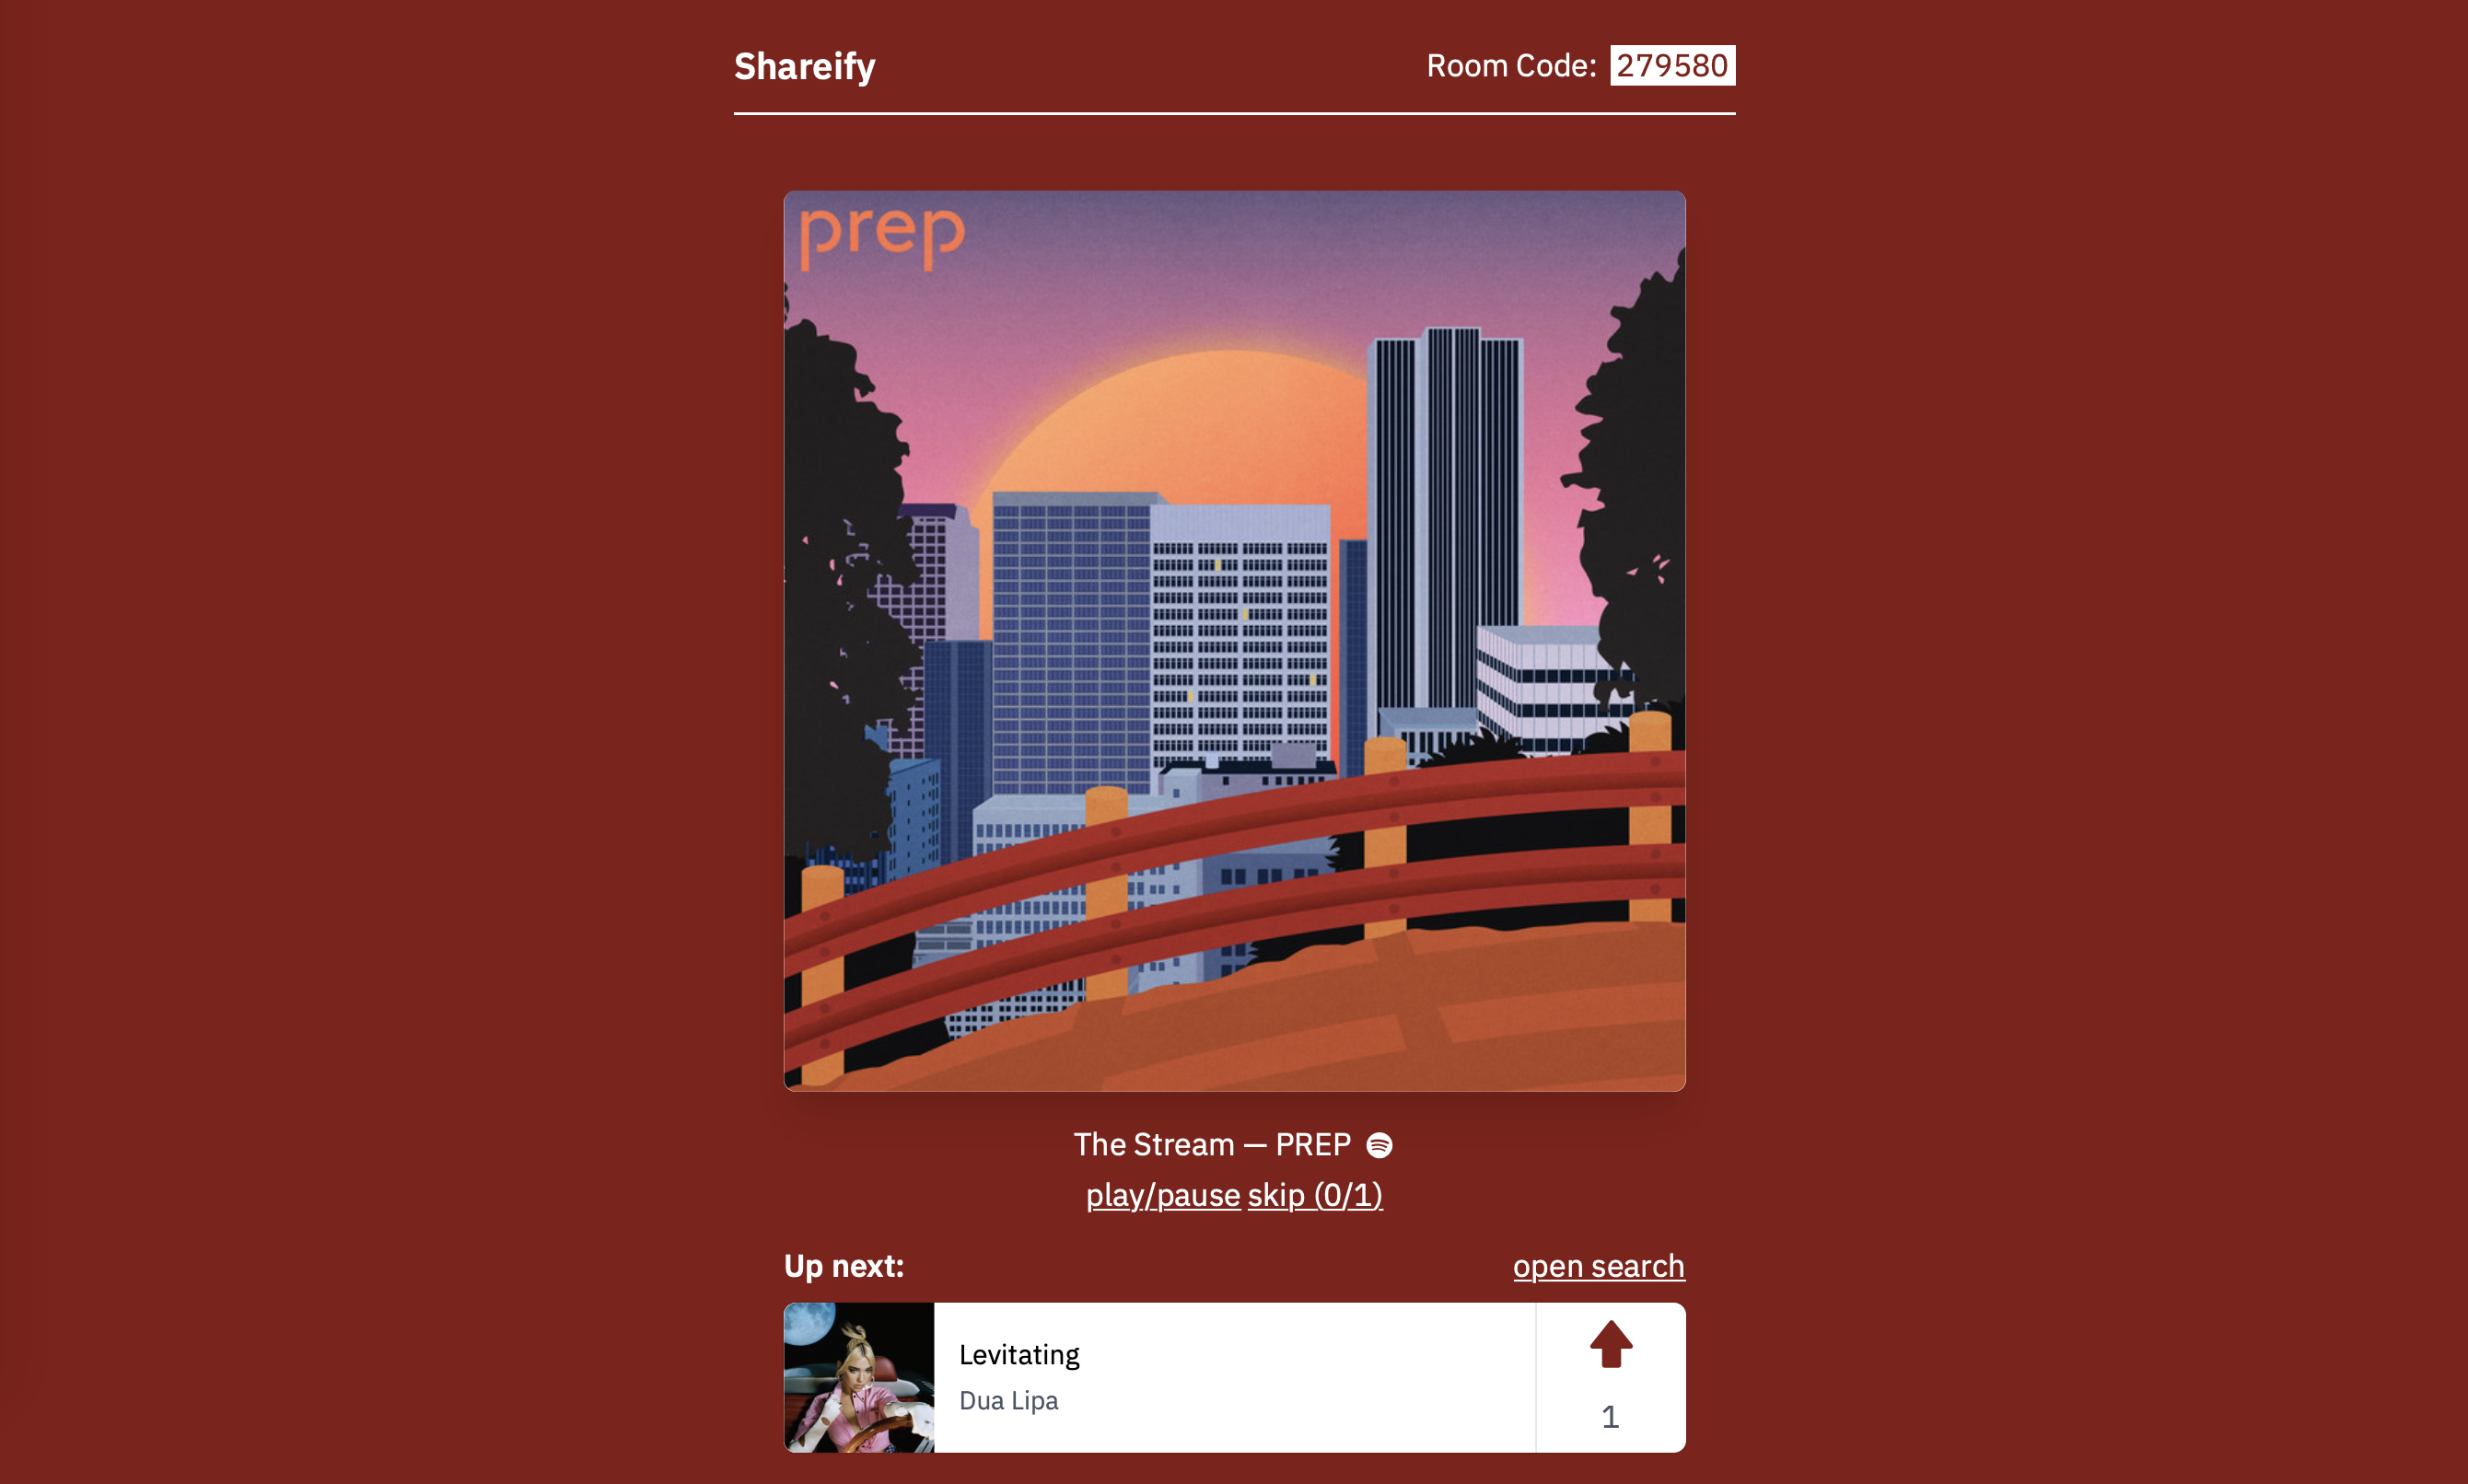 Shareify
Room Code: 279580
prep
The Stream — PREP
play/pause skip (0/1)
Up next:
open search
Levitating
Dua Lipa
1